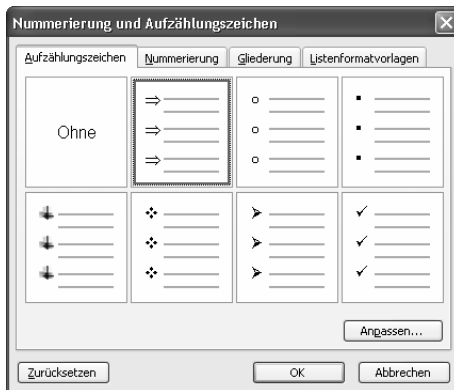 Nummerierung und Aufzählungszeichen
Aufzählungszeichen Nummerierung Gliederung Listenformatvorlagen
Ohne
Anpassen...
Zurücksetzen OK Abbrechen